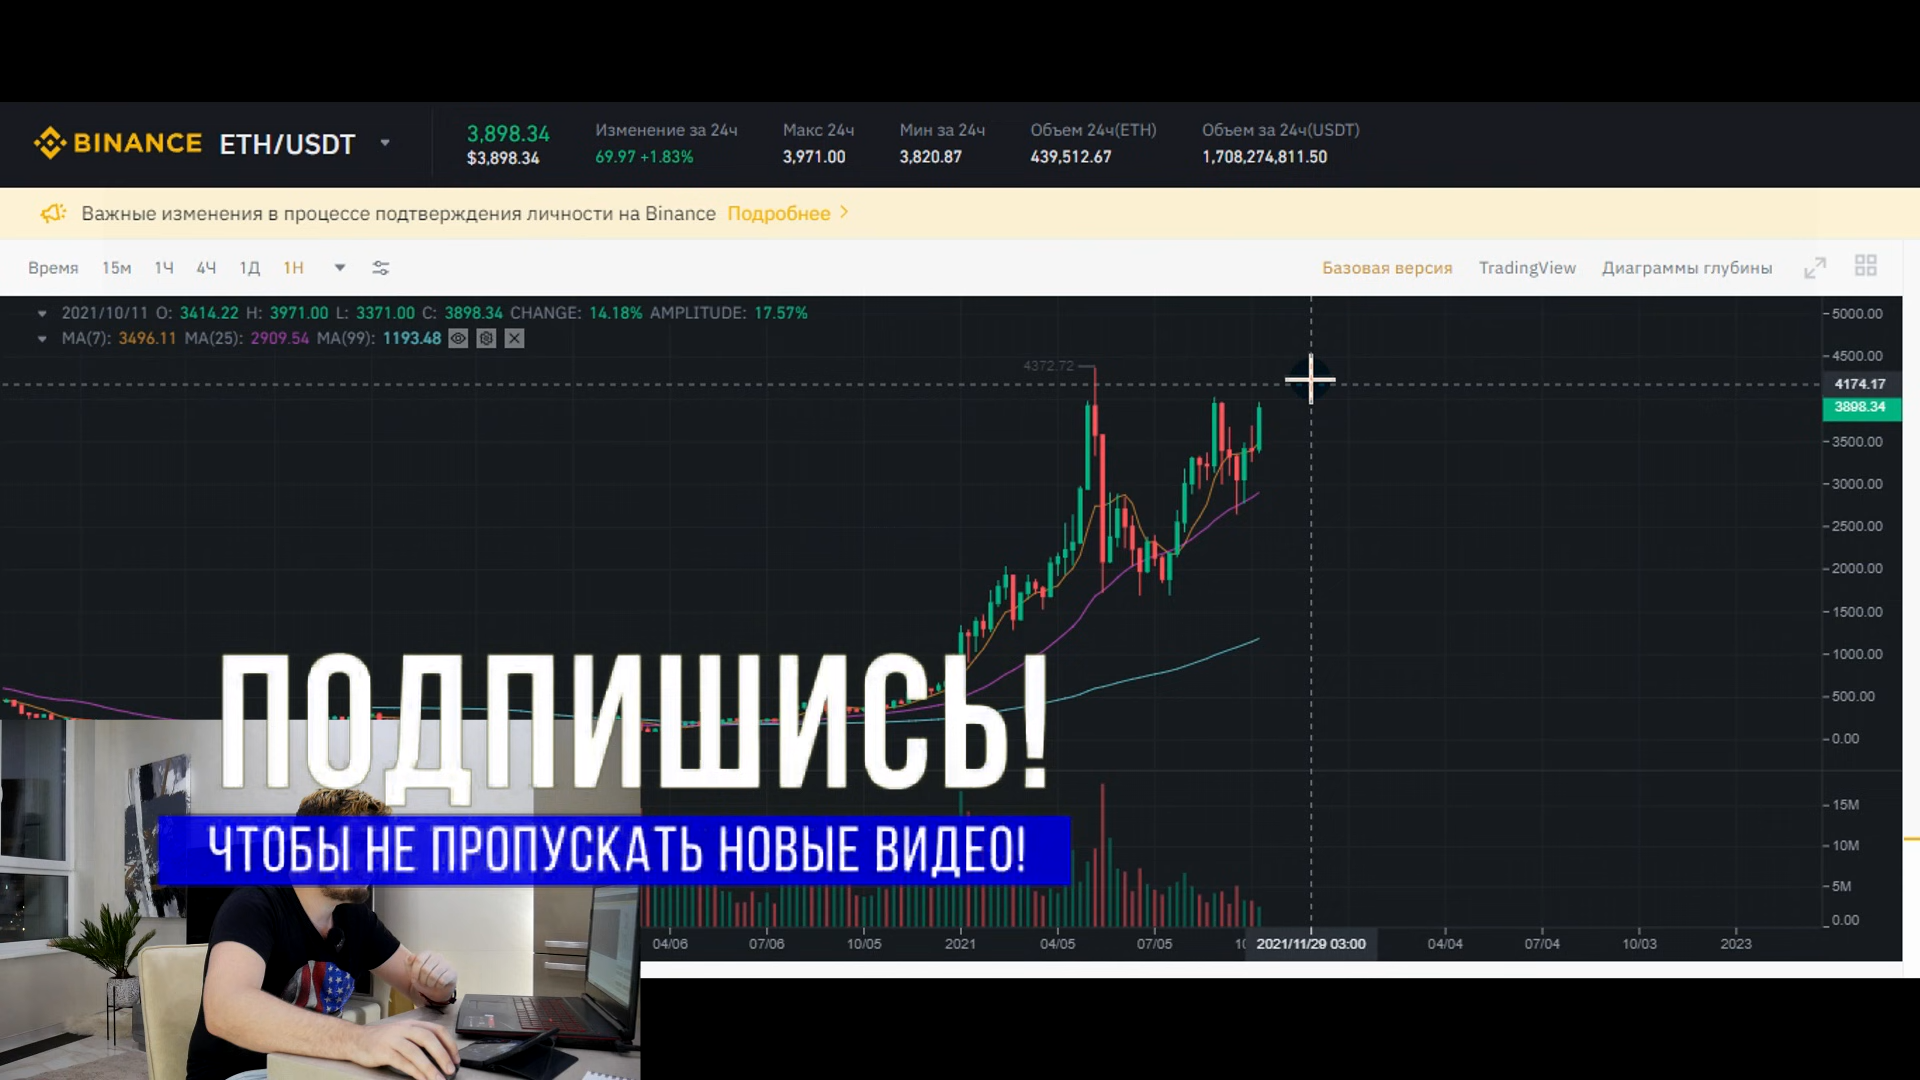 BINANCE ETH/USDT
3,898.34
$3,898.34
Изменение за 24ч
69.97 +1.83%
Макс 24ч
3,971.00
Мин за 24ч
3,820.87
Объем 24ч(ETH)
439,512.67
Объем за 24ч(USDT)
1,708,274,811.50
Важные изменения в процессе подтверждения личности на Binance Подробнее
Время 15м 1Ч 4Ч 1Д 1Н
Базовая версия TradingView Диаграммы глубины
2021/10/11 O: 3414.22 H: 3971.00 L: 3371.00 C: 3898.34 CHANGE: 14.18% AMPLITUDE: 17.57%
MA(7): 3496.11 MA(25): 2909.54 MA(99): 1193.48
4372.72
5000.00
4500.00
4174.17
3898.34
3500.00
3000.00
2500.00
2000.00
1500.00
1000.00
500.00
0.00
15M
10M
5M
0.00
ПОДПИШИСЬ!
ЧТОБЫ НЕ ПРОПУСКАТЬ НОВЫЕ ВИДЕО!
04/06 07/06 10/05 2021 04/05 07/05 2021/11/29 03:00 04/04 07/04 10/03 2023